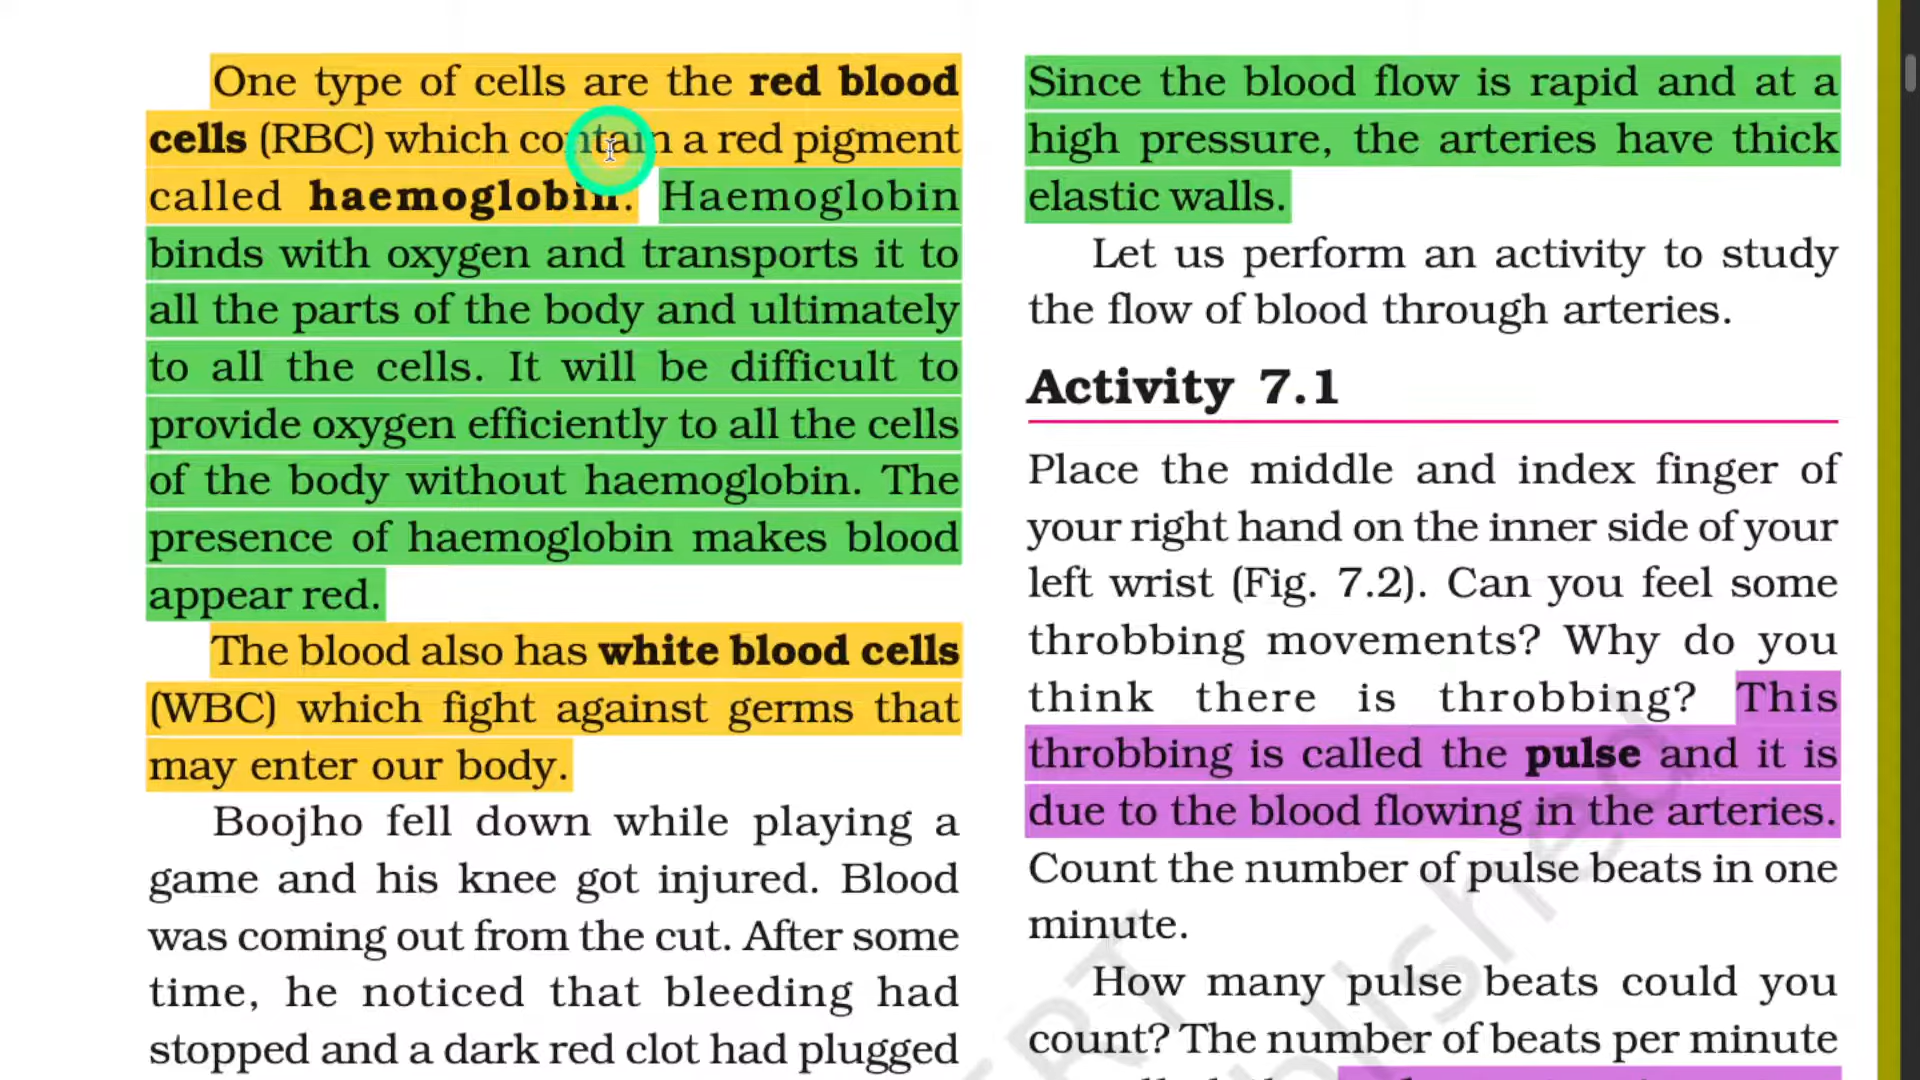 One type of cells are the red blood
cells (RBC) which contain a red pigment
called haemoglobin. Haemoglobin
binds with oxygen and transports it to
all the parts of the body and ultimately
to all the cells. It will be difficult to
provide oxygen efficiently to all the cells
of the body without haemoglobin. The
presence of haemoglobin makes blood
appear red.
The blood also has white blood cells
(WBC) which fight against germs that
may enter our body.
Boojho fell down while playing a
game and his knee got injured. Blood
was coming out from the cut. After some
time, he noticed that bleeding had
stopped and a dark red clot had plugged
Since the blood flow is rapid and at a
high pressure, the arteries have thick
elastic walls.
Let us perform an activity to study
the flow of blood through arteries.
Activity 7.1
Place the middle and index finger of
your right hand on the inner side of your
left wrist (Fig. 7.2). Can you feel some
throbbing movements? Why do you
think there is throbbing? This
throbbing is called the pulse and it is
due to the blood flowing in the arteries.
Count the number of pulse beats in one
minute.
How many pulse beats could you
count? The number of beats per minute